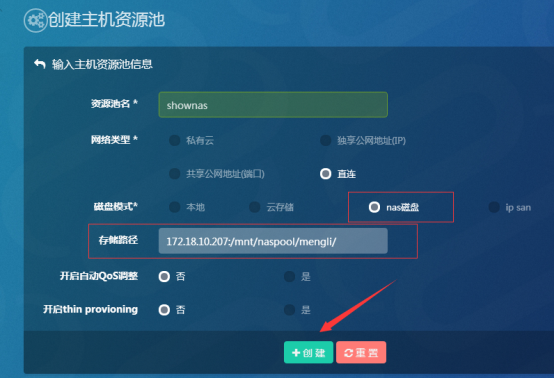 创建主机资源池
输入主机资源池信息
资源池名 * shownas
网络类型 * 私有云 独享公网地址(IP)
共享公网地址(端口) 直连
磁盘模式* 本地 云存储 nas磁盘 ip san
存储路径 172.18.10.207:/mnt/naspool/mengli/
开启自动QoS调整 否 是
开启thin provioning 否 是
创建 重置